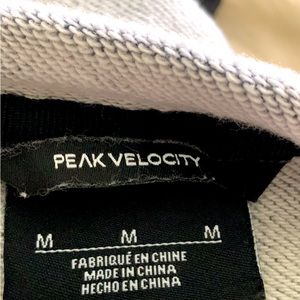 PEAK VELOCITY
M M M
FABRIQUÉ EN CHINE
MADE IN CHINA
HECHO EN CHINA